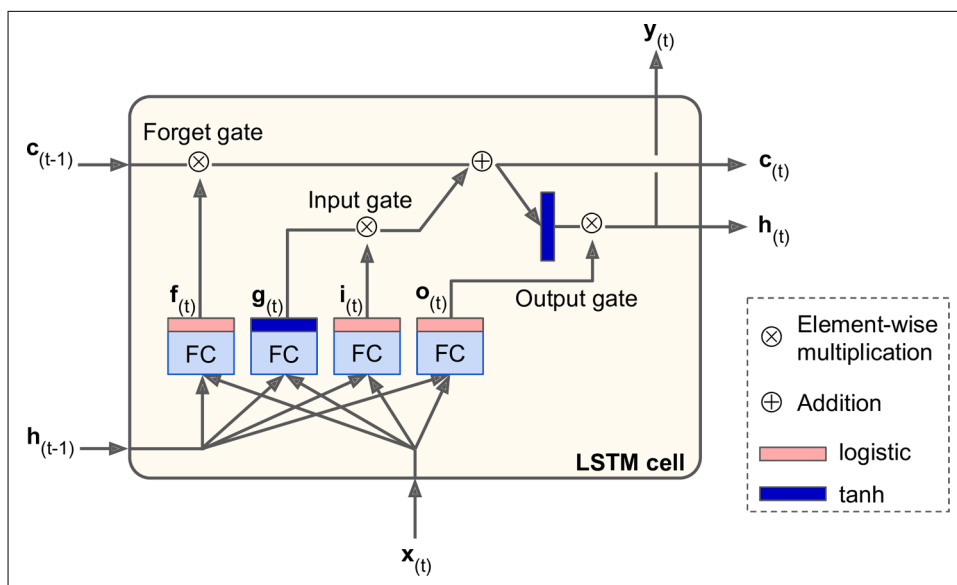 y(t)
Forget gate
c(t-1)
c(t)
Input gate
h(t)
f(t)
g(t)
i(t)
o(t)
Output gate
FC
FC
FC
FC
h(t-1)
LSTM cell
x(t)
Element-wise
multiplication
Addition
logistic
tanh